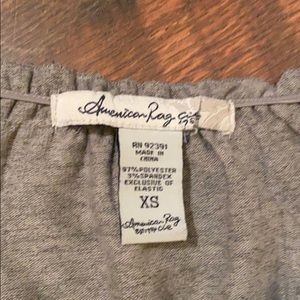 American Rag Cie
RN 92391
MADE IN
CHINA
97% POLYESTER
3% SPANDEX
EXCLUSIVE OF
ELASTIC
XS
American Rag
Cie